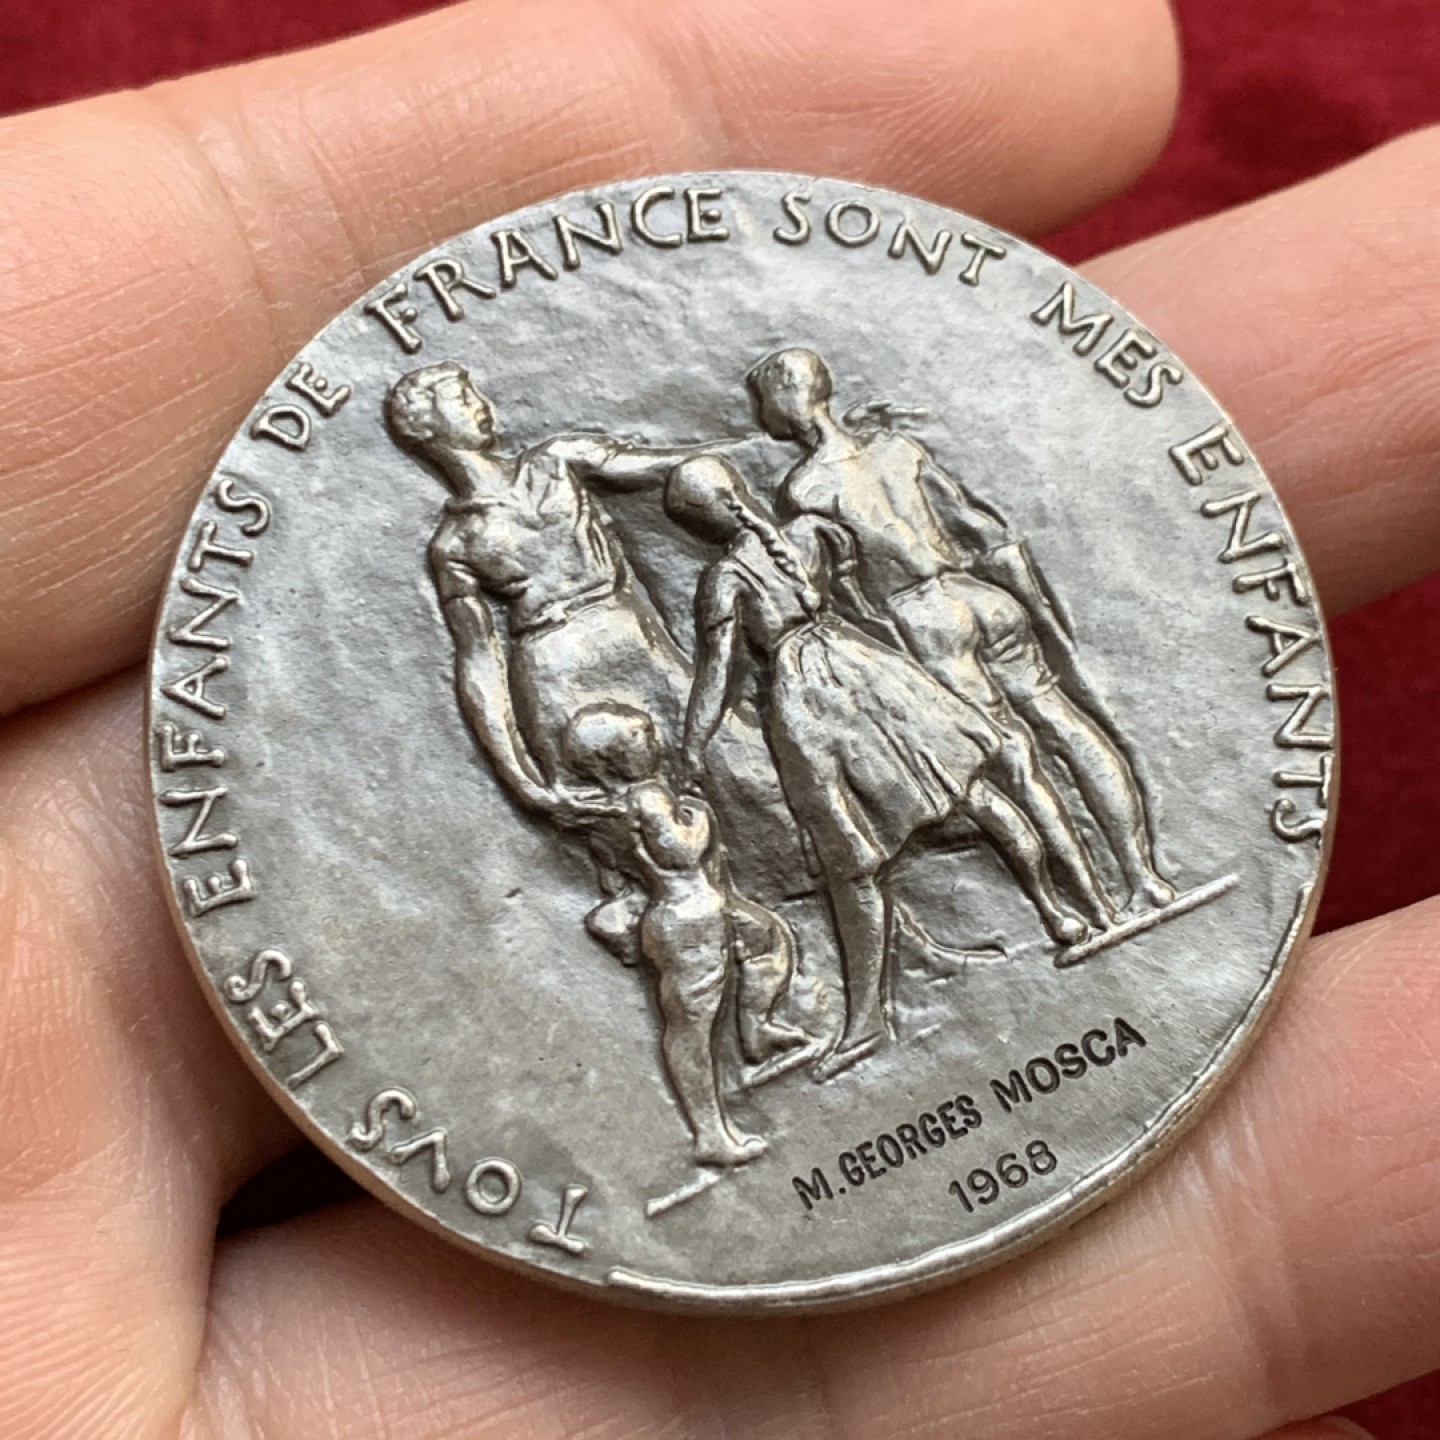 TOVS LES ENFANTS DE FRANCE SONT MES ENFANTS
M. GEORGES MOSCA
1968